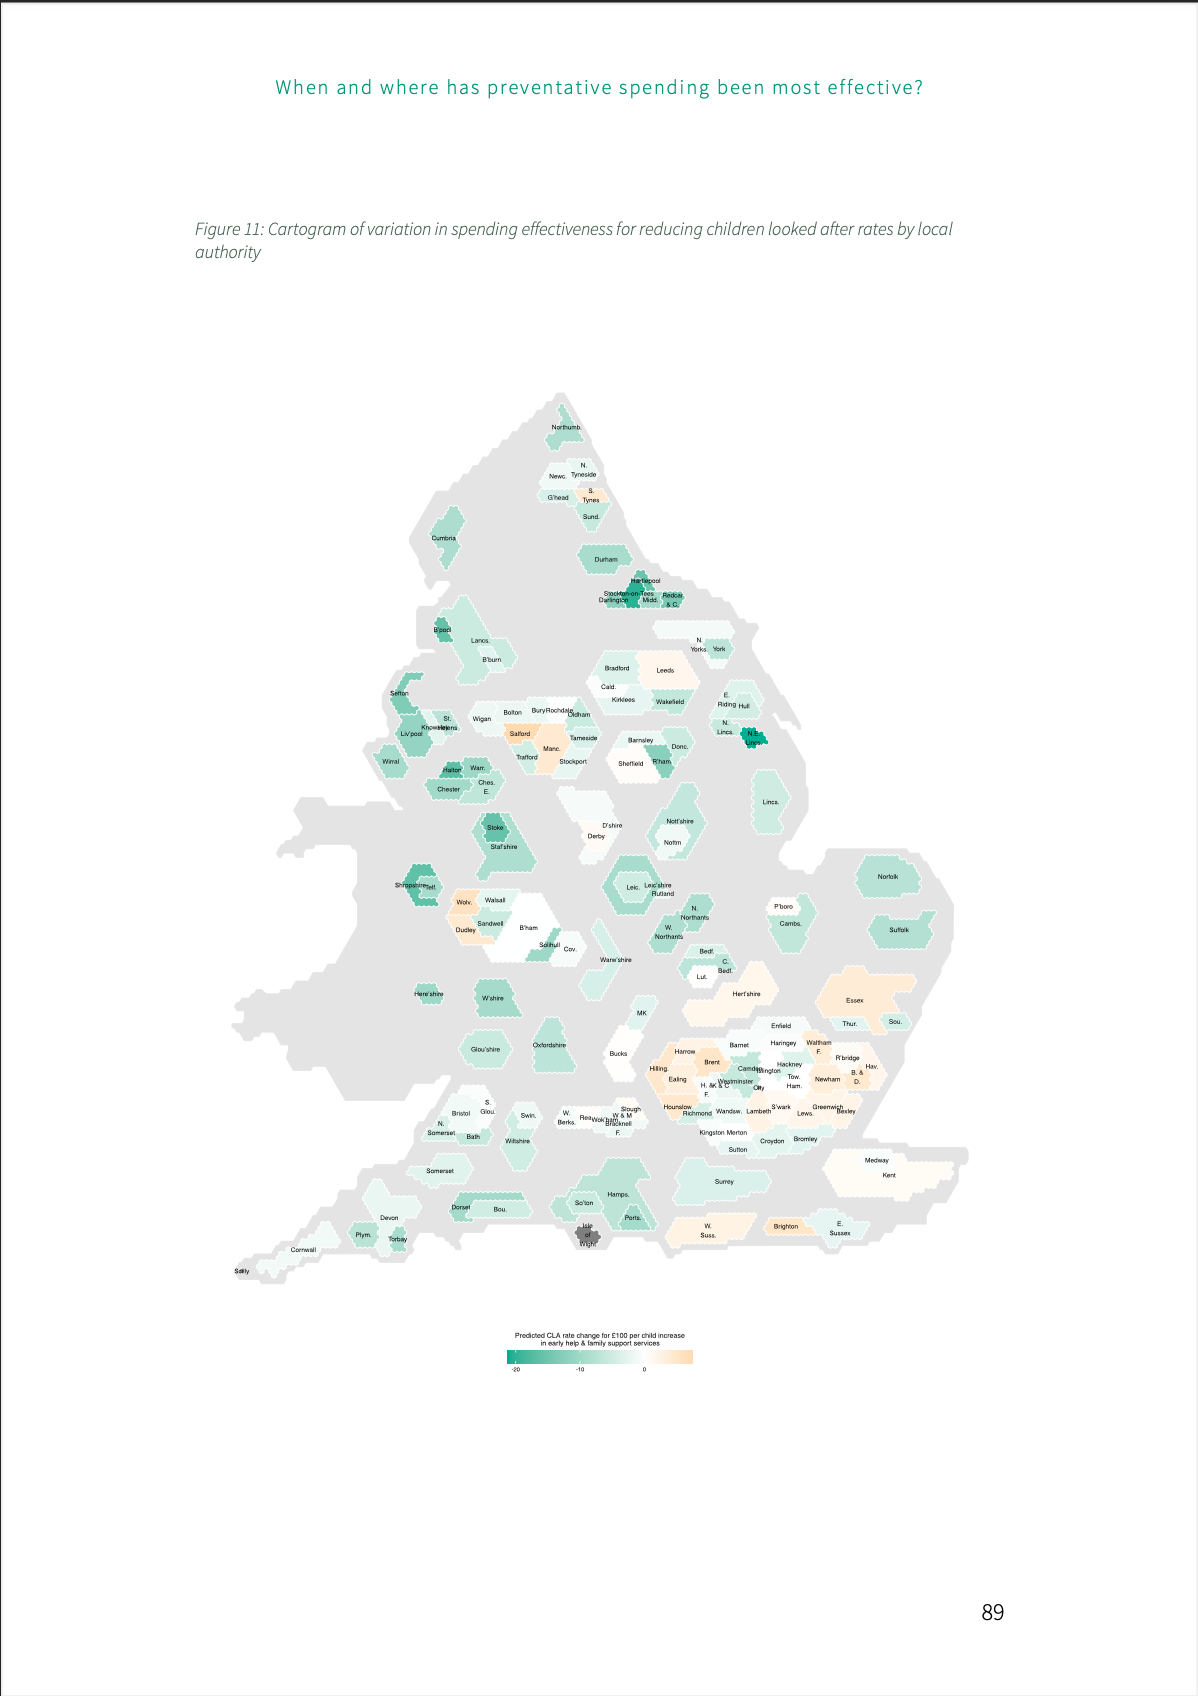 When and where has preventative spending been most effective?
Figure 11: Cartogram of variation in spending effectiveness for reducing children looked after rates by local
authority
Northumb.
N.
Tyneside
Newc.
G'head
S.
Tynes
Sund.
Cumbria
Durham
Hartlepool
Stockton-on-Tees
Darlington
Midd.
Redcar
& C.
B'pool
Lancs.
B'burn
N.
Yorks.
York
Bradford
Leeds
Cald.
Kirklees
Wakefield
Sefton
E.
Riding
Hull
N.
Lincs.
N.E.
Lincs.
Wigan
Bolton
Bury
Rochdale
Oldham
Knowsley
St.
Helens
Liv'pool
Salford
Manc.
Tameside
Trafford
Stockport
Barnsley
Donc.
Sheffield
R'ham
Wirral
Halton
Warr.
Chester
Ches.
E.
Lincs.
Stoke
Staf'shire
D'shire
Derby
Nott'shire
Nottm
Shropshire
Telf.
Leic.
Leic'shire
Rutland
Norfolk
Wolv.
Walsall
Dudley
Sandwell
B'ham
Solihull
Cov.
N.
Northants
W.
Northants
P'boro
Cambs.
Suffolk
Warw'shire
Bedf.
C.
Bedf.
Lut.
Here'shire
W'shire
Hert'shire
Essex
MK
Thur.
Sou.
Glou'shire
Oxfordshire
Bucks
Enfield
Harrow
Barnet
Haringey
Waltham
F.
Hilling.
Brent
Camden
Hackney
Islington
R'bridge
Hav.
Ealing
H. &
F.
K & C
Westminster
City
Tow.
Ham.
Newham
B. &
D.
Hounslow
Richmond
Wandsw.
Lambeth
S'wark
Lews.
Greenwich
Bexley
Kingston
Merton
Sutton
Croydon
Bromley
S.
Glou.
Bristol
N.
Somerset
Bath
Swin.
Wiltshire
W.
Berks.
Rea.
Wok'ham
Slough
W & M
Bracknell
F.
Medway
Kent
Somerset
Surrey
Hamps.
So'ton
Ports.
Dorset
Bou.
Devon
Plym.
Torbay
Isle
of
Wight
W.
Suss.
Brighton
E.
Sussex
Cornwall
Scilly
Predicted CLA rate change for £100 per child increase
in early help & family support services
-20
-10
0
89